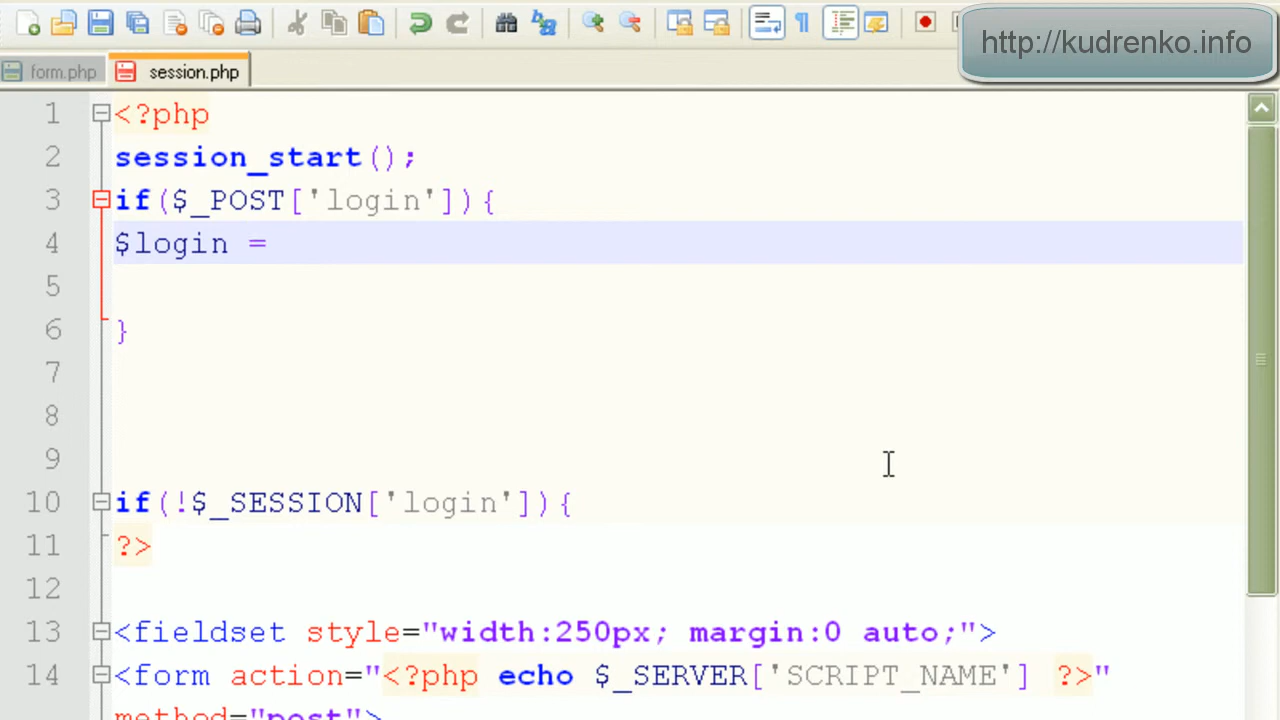 http://kudrenko.info
form.php session.php
1 <?php
2 session_start();
3 if($_POST['login']){
4 $login =
5
6 }
7
8
9
10 if(!$_SESSION['login']){
11 ?>
12
13 <fieldset style="width:250px; margin:0 auto;">
14 <form action="<?php echo $_SERVER['SCRIPT_NAME'] ?>"
method="post">